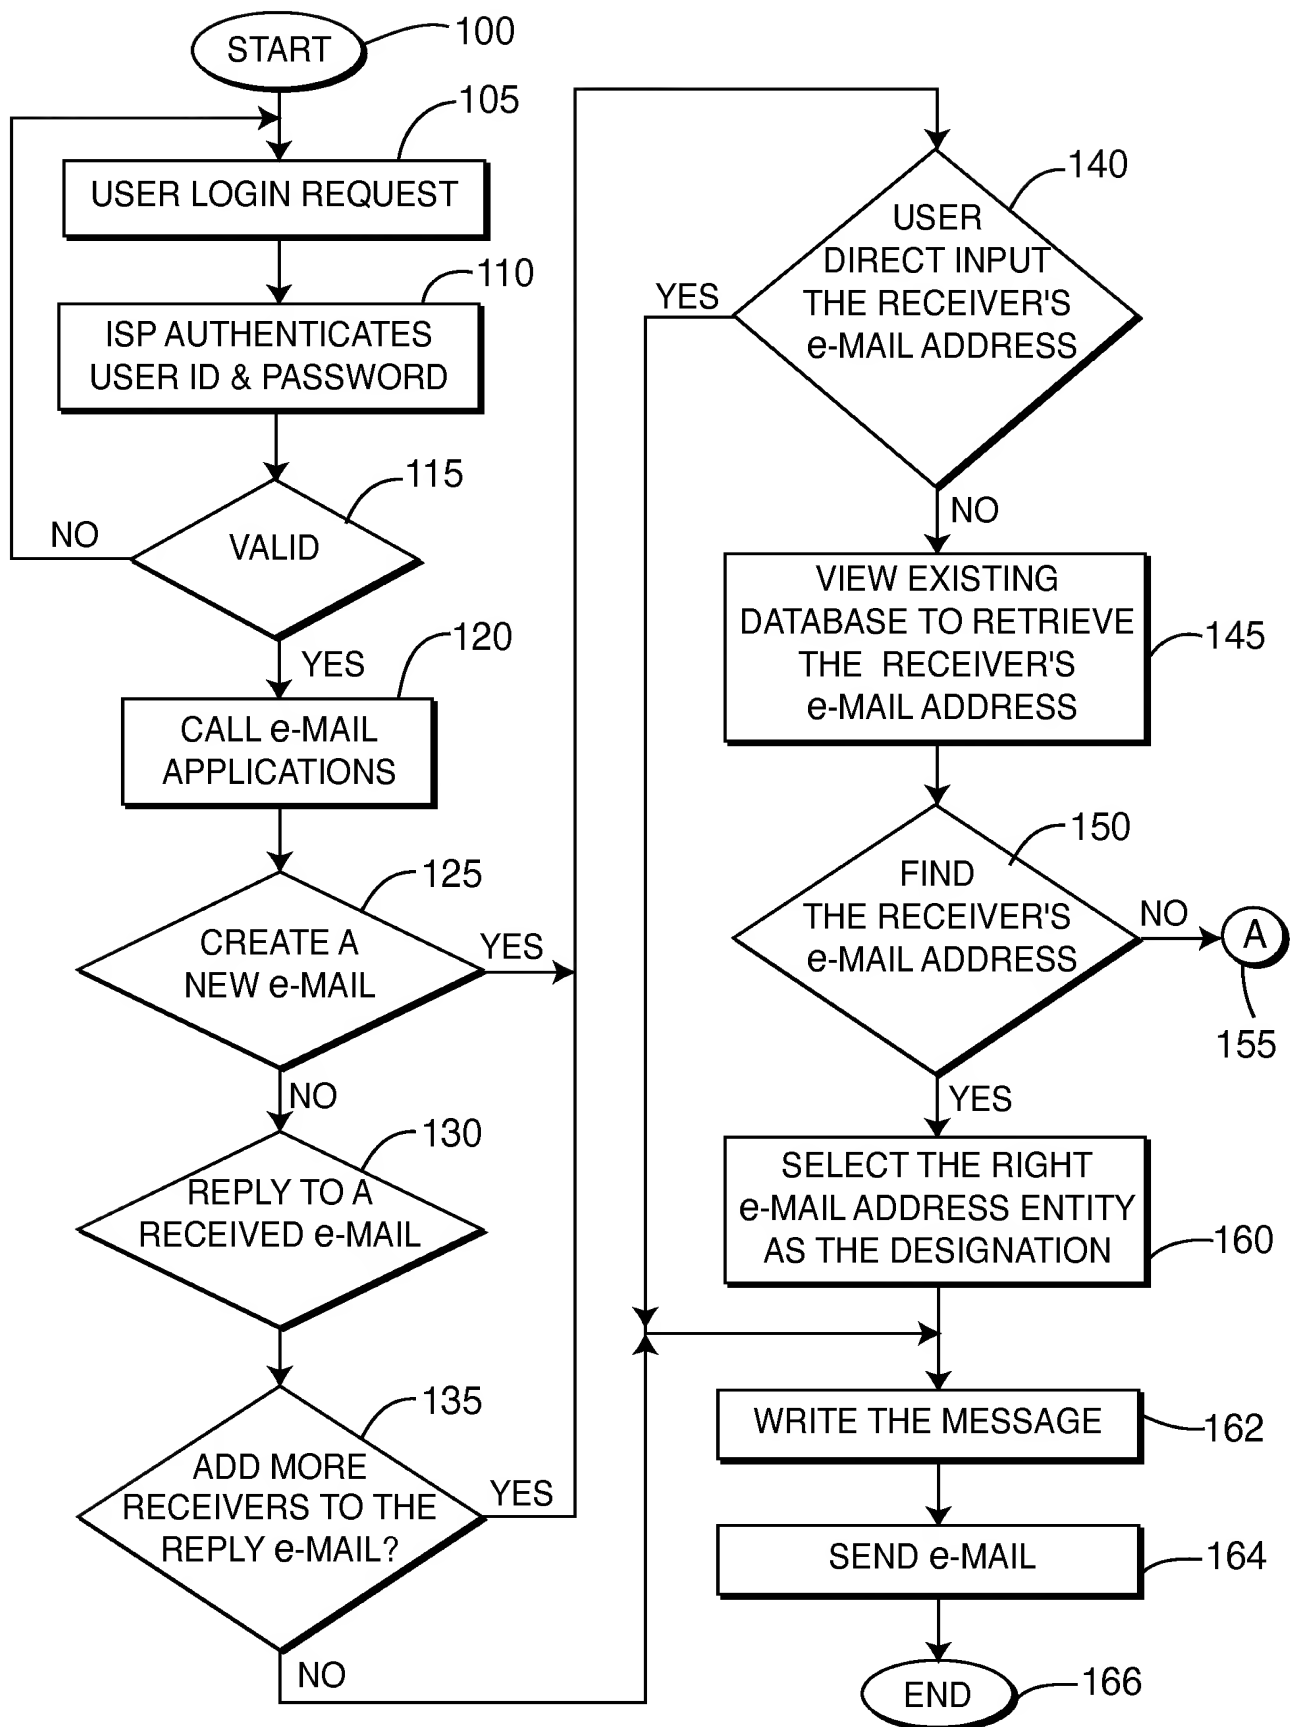 START
100
105
USER LOGIN REQUEST
110
ISP AUTHENTICATES
USER ID & PASSWORD
115
VALID
NO
YES
120
CALL e-MAIL
APPLICATIONS
125
CREATE A
NEW e-MAIL
YES
NO
130
REPLY TO A
RECEIVED e-MAIL
135
ADD MORE
RECEIVERS TO THE
REPLY e-MAIL?
YES
NO
140
USER
DIRECT INPUT
THE RECEIVER'S
e-MAIL ADDRESS
YES
NO
VIEW EXISTING
DATABASE TO RETRIEVE
THE RECEIVER'S
e-MAIL ADDRESS
145
150
FIND
THE RECEIVER'S
e-MAIL ADDRESS
NO
A
155
YES
SELECT THE RIGHT
e-MAIL ADDRESS ENTITY
AS THE DESIGNATION
160
WRITE THE MESSAGE
162
SEND e-MAIL
164
END
166